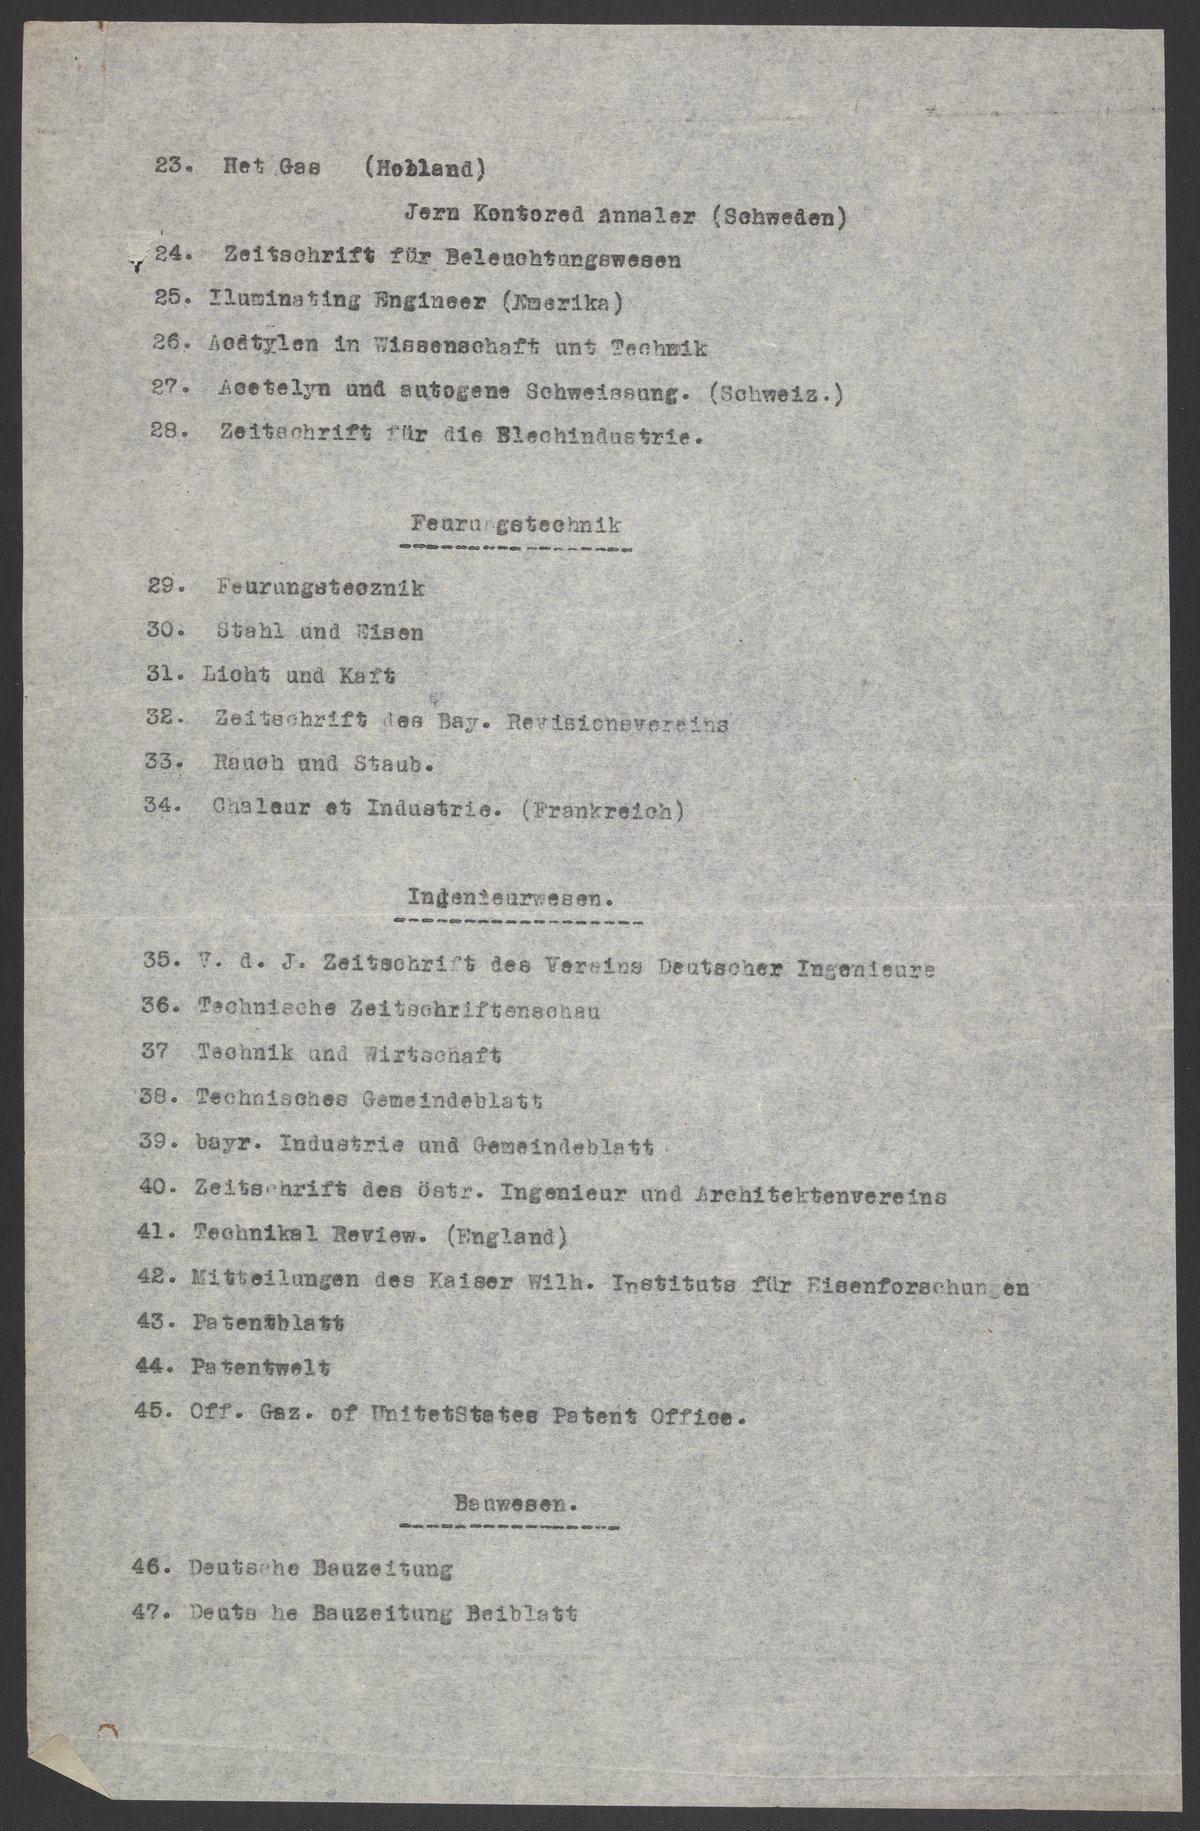 23. Het Gas (Holland)
Jern Kontored Annaler (Schweden)
24. Zeitschrift für Beleuchtungswesen
25. Iluminating Engineer (Emerika)
26. Acdtylen in Wissenschaft unt Technik
27. Acetelyn und autogene Schweissung. (Schweiz.)
28. Zeitschrift für die Blechindustrie.
Feurungstechnik
29. Feurungstecznik
30. Stahl und Eisen
31. Licht und Kaft
32. Zeitschrift des Bay. Revisionsvereins
33. Rauch und Staub.
34. Chaleur et Industrie. (Frankreich)
Ingenieurwesen.
35. V. d. J. Zeitschrift des Vereins Deutscher Ingenieure
36. Technische Zeitschriftenschau
37 Technik und Wirtschaft
38. Technisches Gemeindeblatt
39. bayr. Industrie und Gemeindeblatt
40. Zeitschrift des östr. Ingenieur und Architektenvereins
41. Technikal Review. (England)
42. Mitteilungen des Kaiser Wilh. Instituts für Eisenforschungen
43. Patentblatt
44. Patentwelt
45. Off. Gaz. of UnitetStates Patent Office.
Bauwesen.
46. Deutsche Bauzeitung
47. Deutsche Bauzeitung Beiblatt